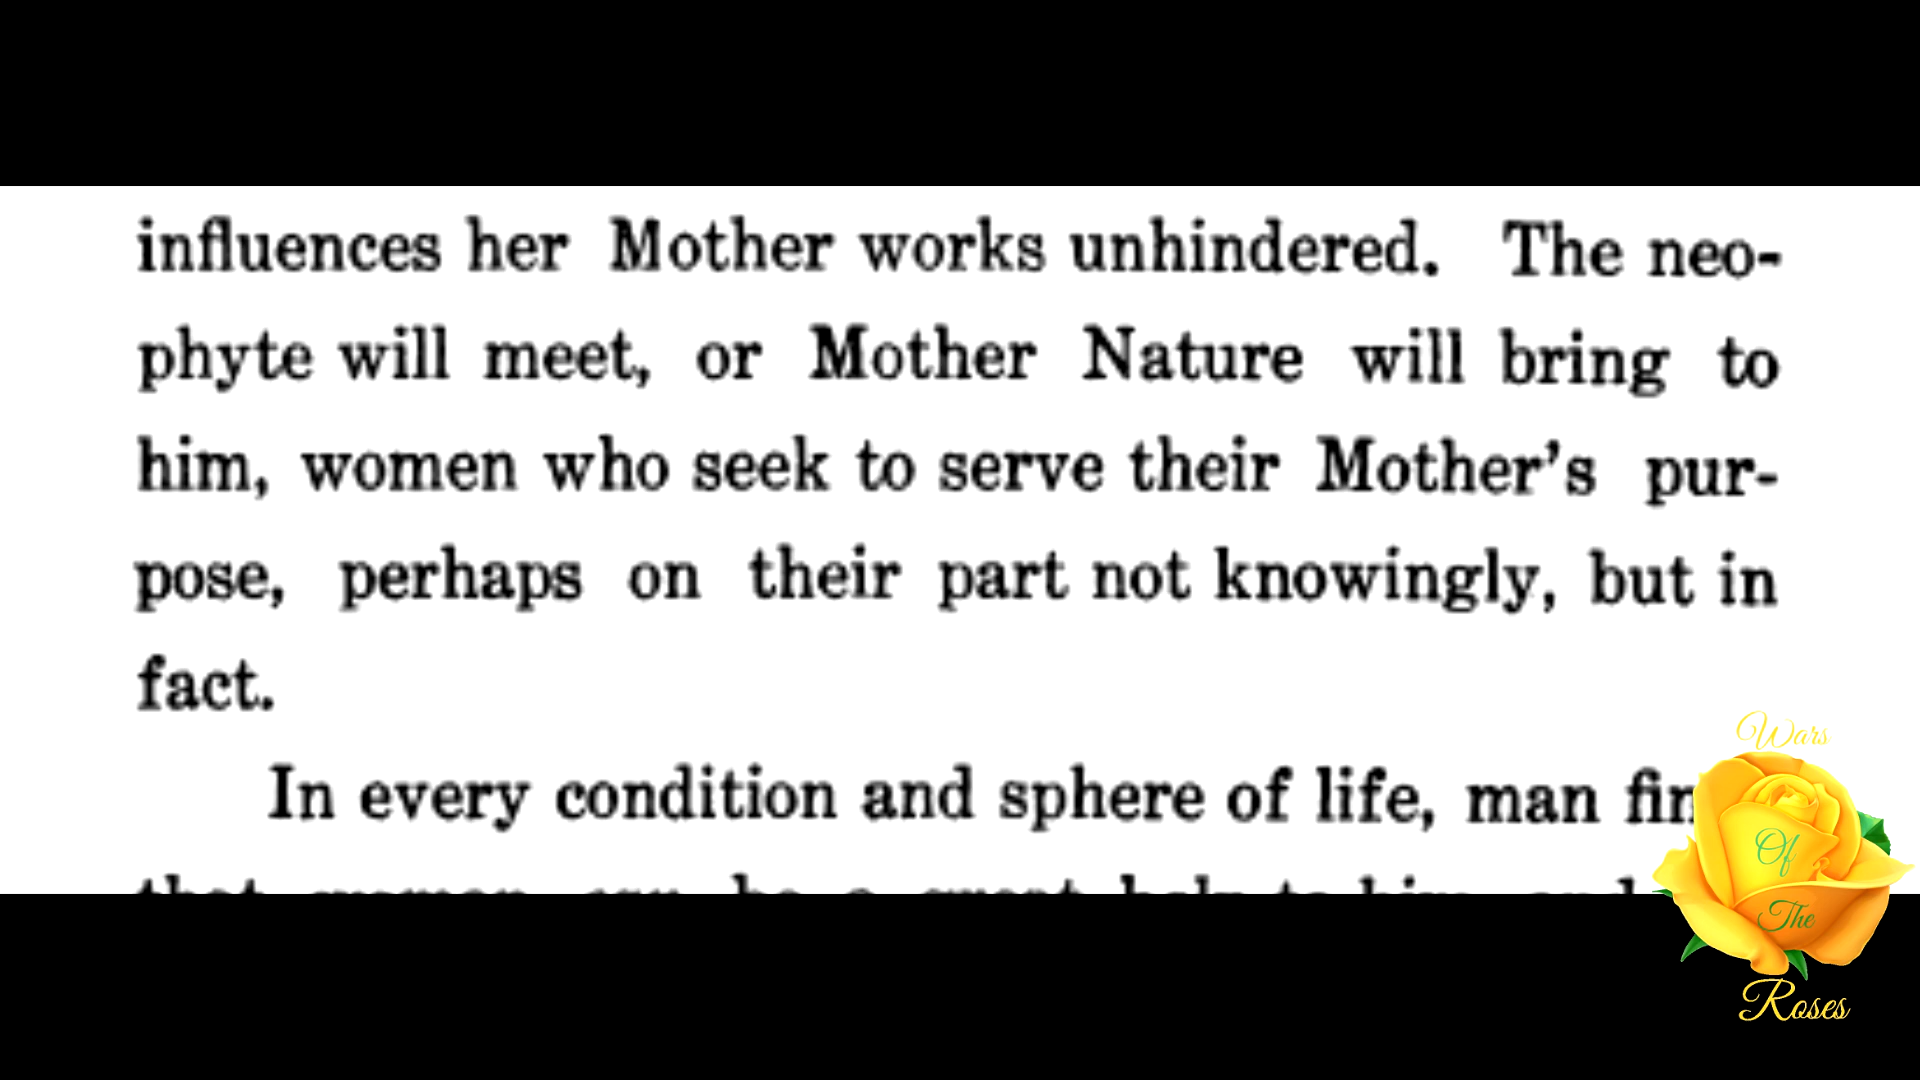 influences her Mother works unhindered. The neo-
phyte will meet, or Mother Nature will bring to
him, women who seek to serve their Mother's pur-
pose, perhaps on their part not knowingly, but in
fact.
In every condition and sphere of life, man
Wars
Of
The
Roses